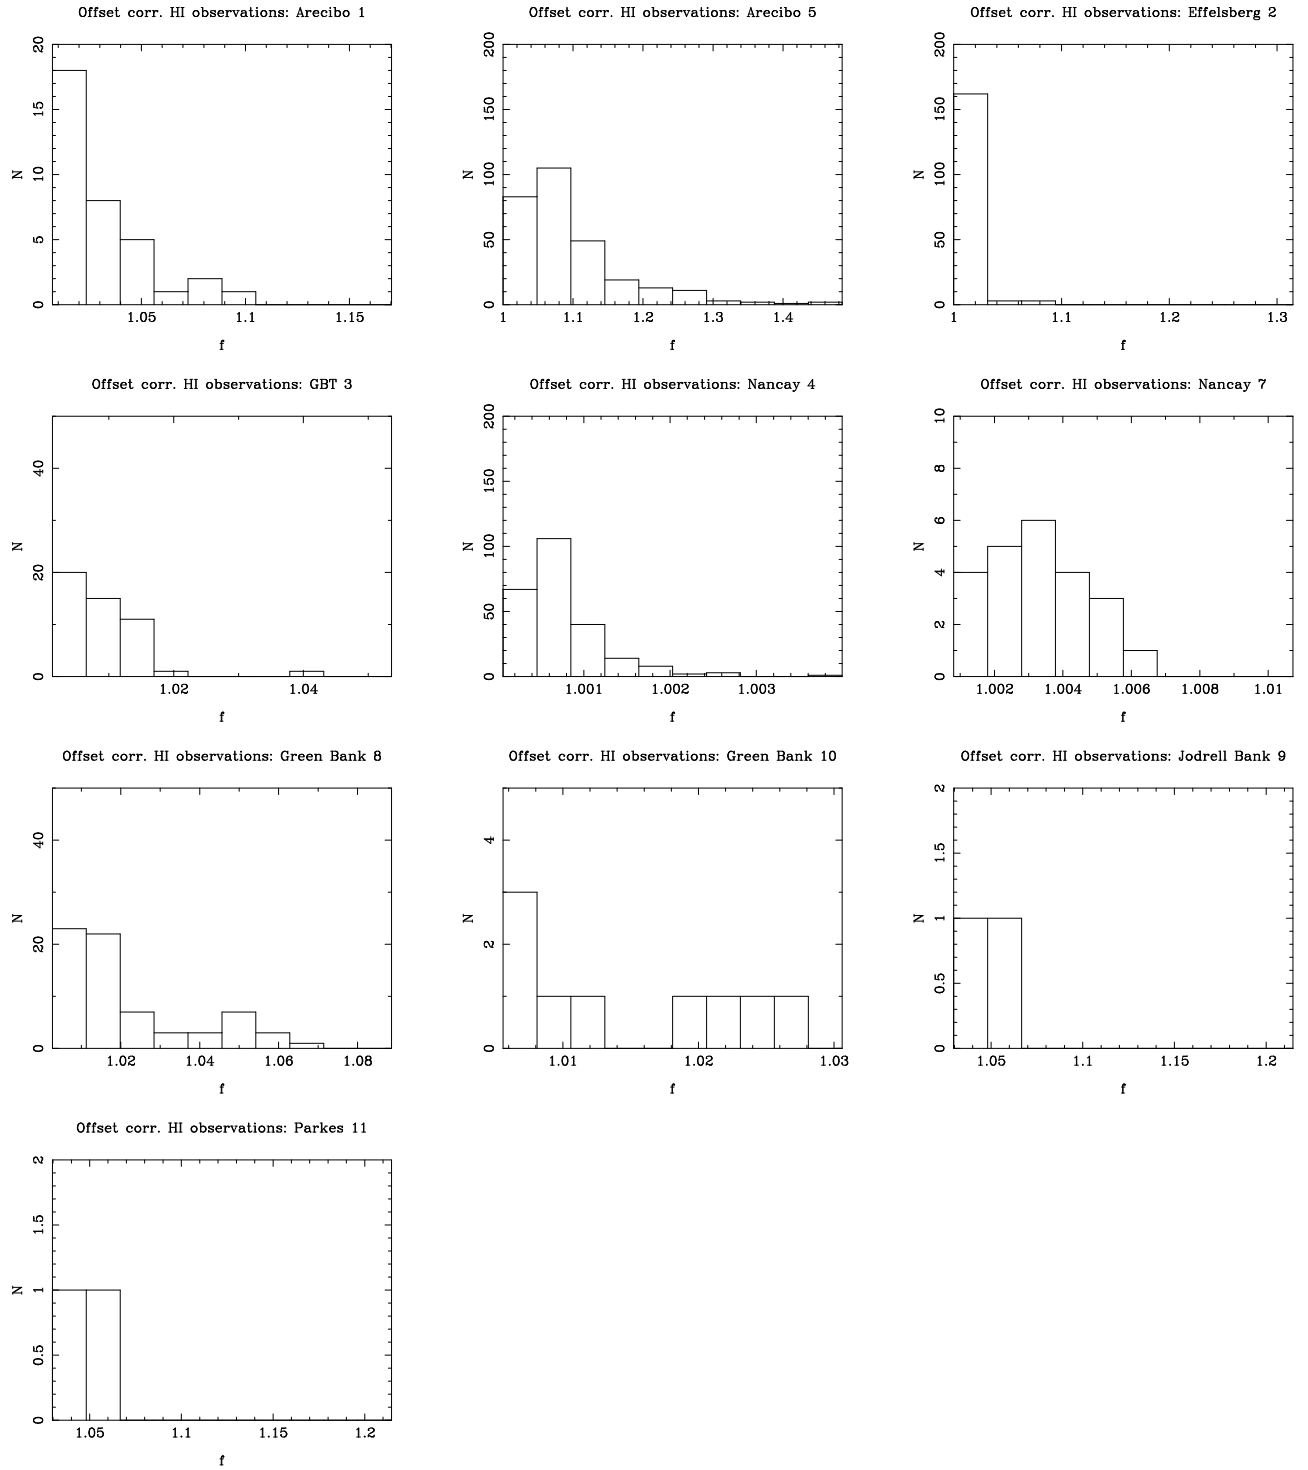 Offset corr. HI observations: Arecibo 1
20
15
10
5
0
N
1.05 1.1 1.15
f
Offset corr. HI observations: Arecibo 5
200
150
100
50
0
N
1 1.1 1.2 1.3 1.4
f
Offset corr. HI observations: Effelsberg 2
200
150
100
50
0
N
1 1.1 1.2 1.3
f
Offset corr. HI observations: GBT 3
40
20
0
N
1.02 1.04
f
Offset corr. HI observations: Nancay 4
200
150
100
50
0
N
1.001 1.002 1.003
f
Offset corr. HI observations: Nancay 7
10
8
6
4
2
0
N
1.002 1.004 1.006 1.008 1.01
f
Offset corr. HI observations: Green Bank 8
40
20
0
N
1.02 1.04 1.06 1.08
f
Offset corr. HI observations: Green Bank 10
4
2
0
N
1.01 1.02 1.03
f
Offset corr. HI observations: Jodrell Bank 9
2
1.5
1
0.5
0
N
1.05 1.1 1.15 1.2
f
Offset corr. HI observations: Parkes 11
2
1.5
1
0.5
0
N
1.05 1.1 1.15 1.2
f